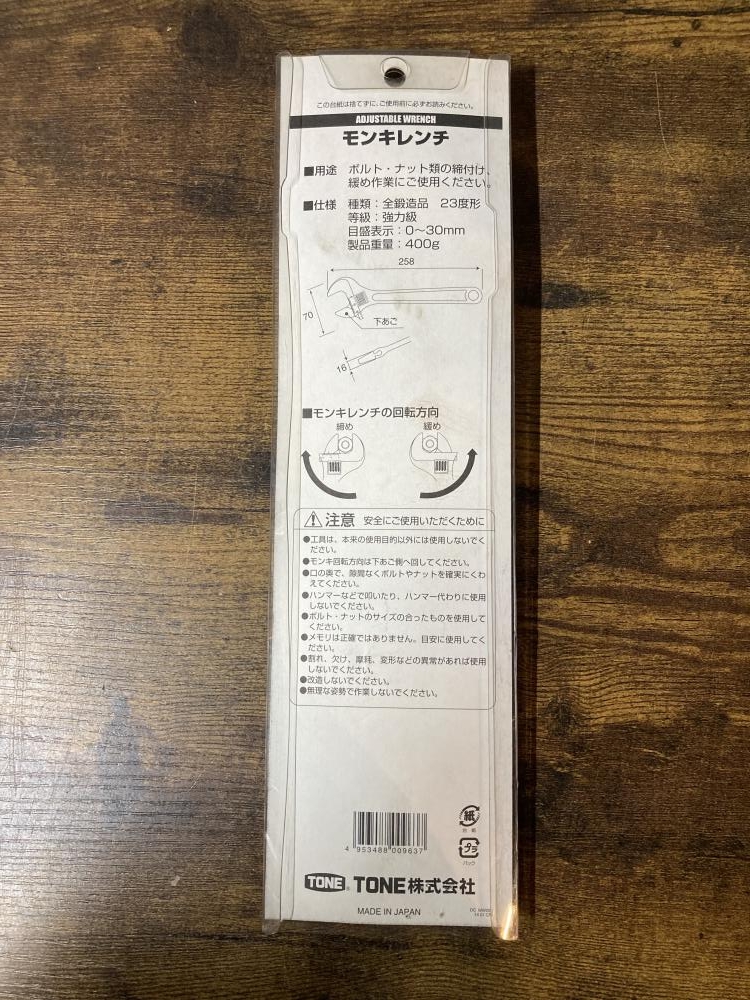 この台紙は捨てずに、ご使用前に必ずお読みください。
ADJUSTABLE WRENCH
モンキレンチ
■用途 ボルト・ナット類の締付け、
緩め作業にご使用ください。
■仕様 種類：全鍛造品 23度形
等級：強力級
目盛表示：0〜30mm
製品重量：400g
258
70
下あご
16
■モンキレンチの回転方向
締め 緩め
注意 安全にご使用いただくために
●工具は、本来の使用目的以外には使用しないでく
ださい。
●モンキ回転方向は下あご側へ回してください。
●口の奥で、隙間なくボルトやナットを確実にくわ
えてください。
●ハンマーなどで叩いたり、ハンマー代わりに使用
しないでください。
●ボルト・ナットのサイズの合ったものを使用して
ください。
●メモリは正確ではありません。目安に使用してく
ださい。
●割れ、欠け、摩耗、変形などの異常があれば使用
しないでください。
●改造しないでください。
●無理な姿勢で作業しないでください。
紙
台紙
プラ
パック
4 953488 009637
TONE® TONE株式会社
MADE IN JAPAN